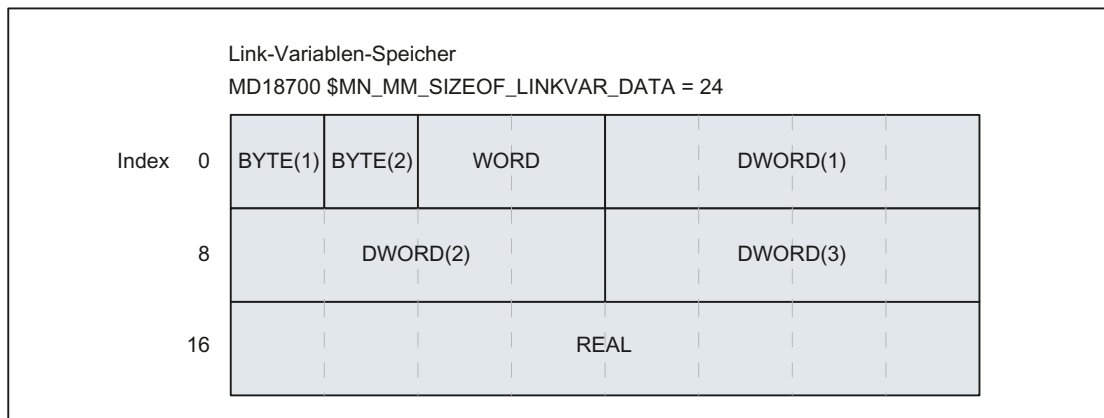 Link-Variablen-Speicher
MD18700 $MN_MM_SIZEOF_LINKVAR_DATA = 24
Index 0 BYTE(1) BYTE(2) WORD DWORD(1)
8 DWORD(2) DWORD(3)
16 REAL